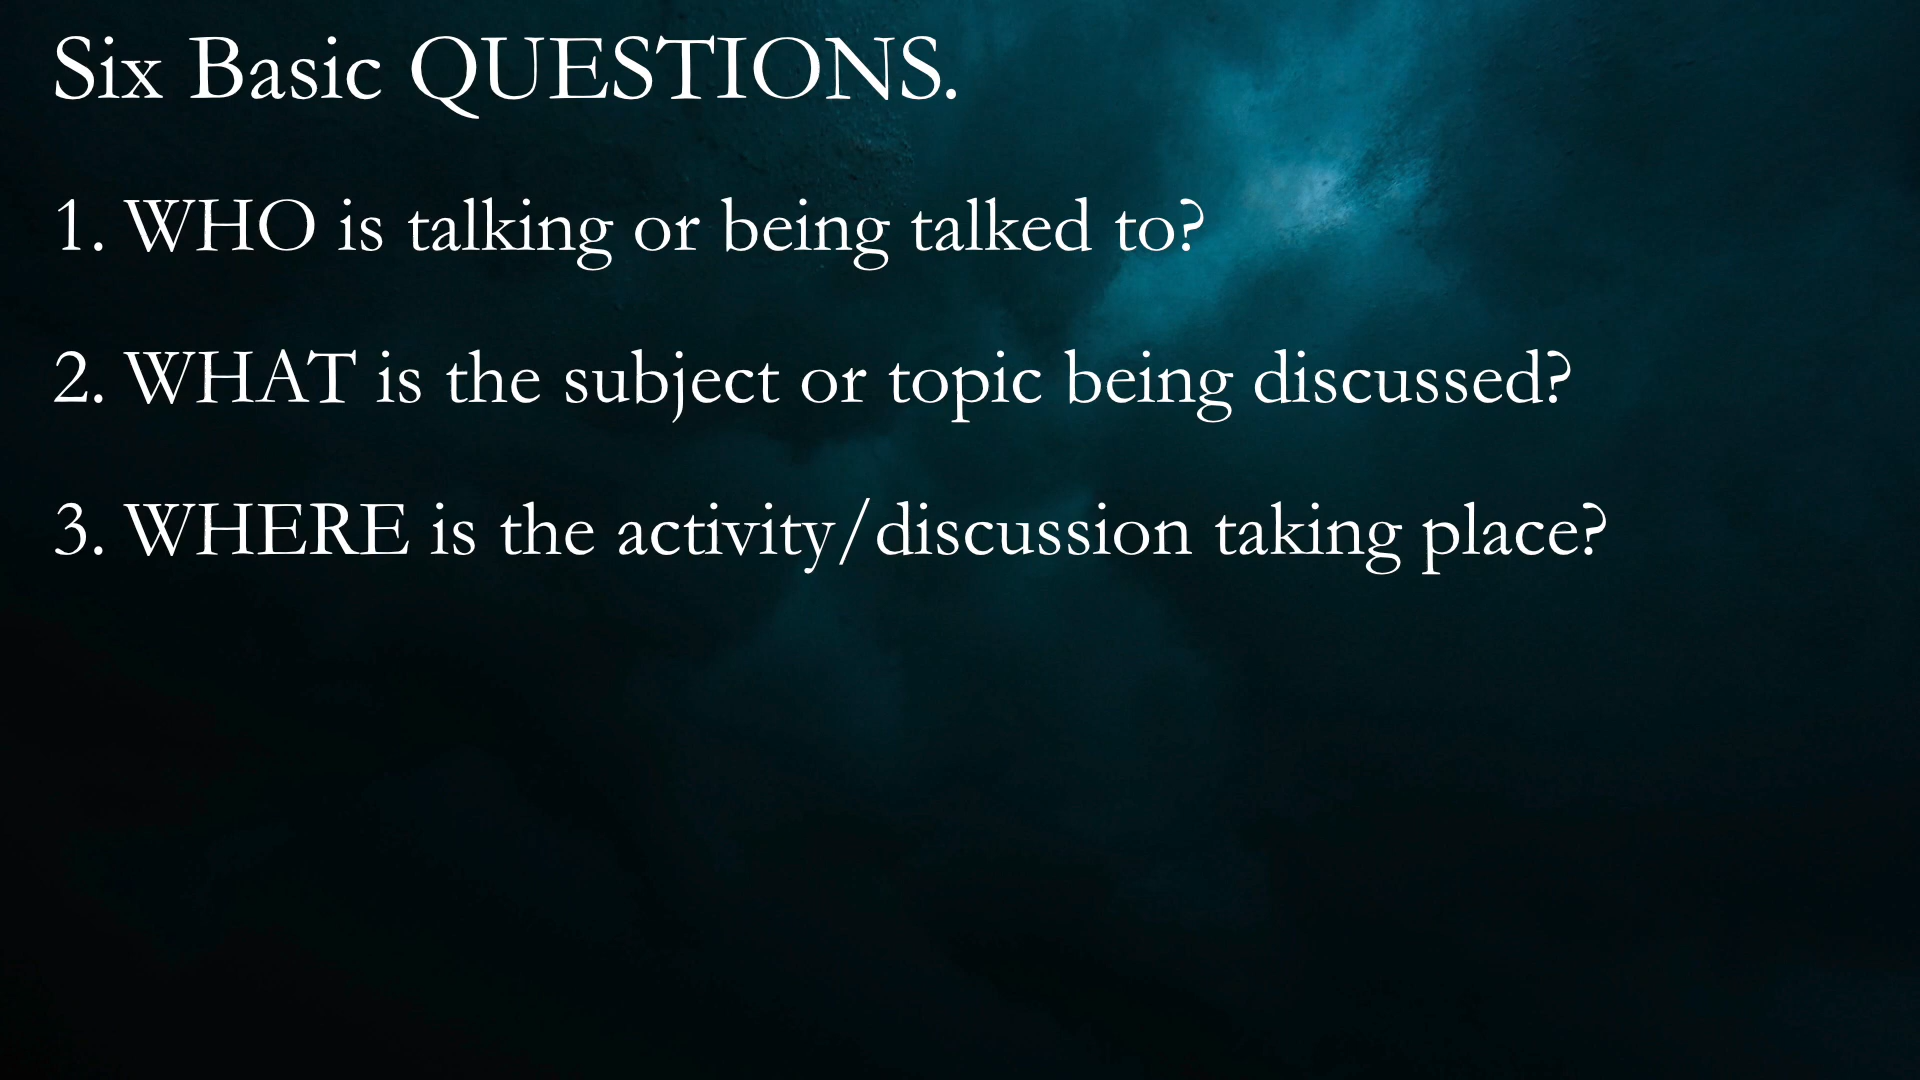 Six Basic QUESTIONS.
1. WHO is talking or being talked to?
2. WHAT is the subject or topic being discussed?
3. WHERE is the activity/discussion taking place?